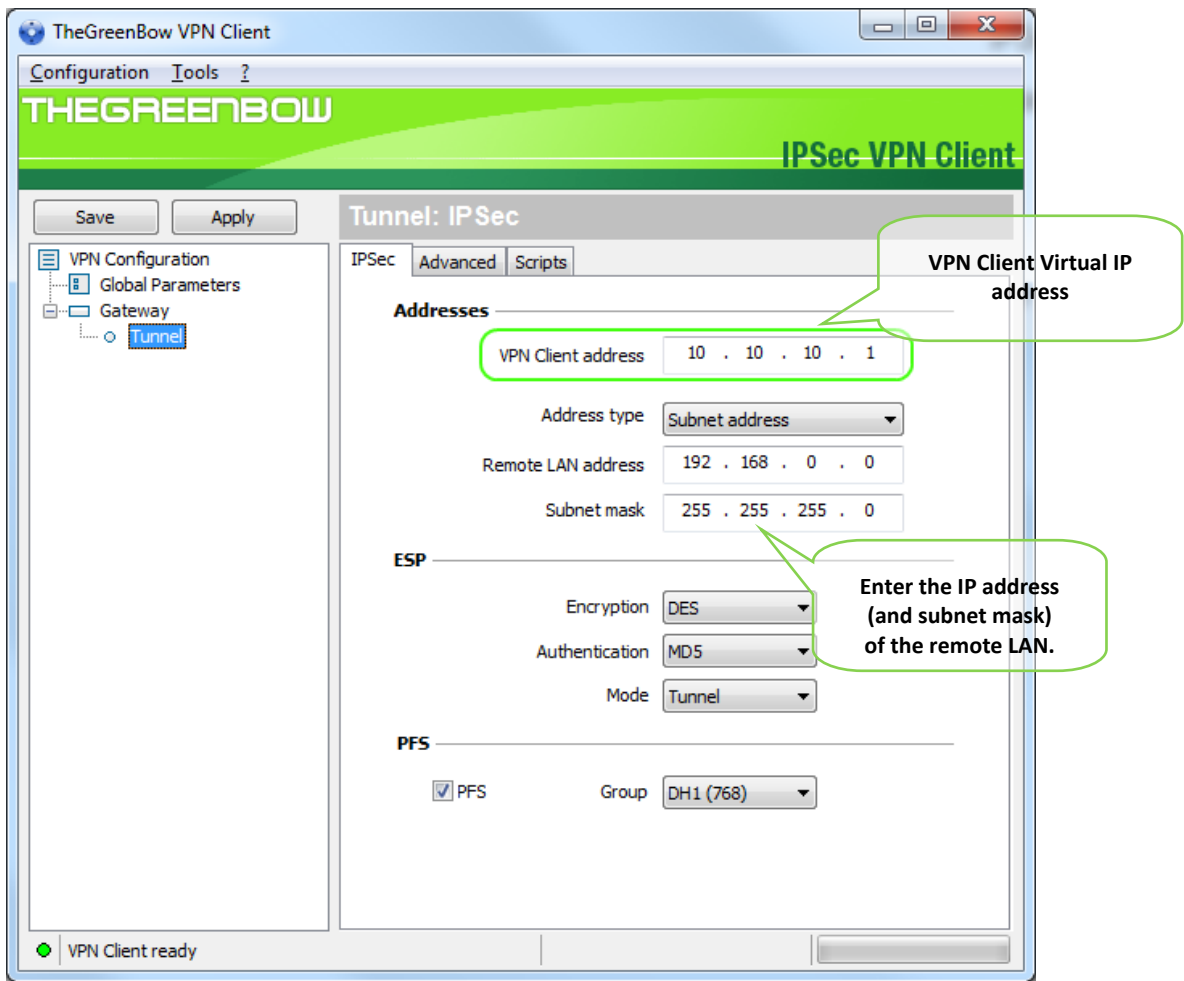 TheGreenBow VPN Client
Configuration Tools ?
THEGREENBOW
IPSec VPN Client
Save Apply
Tunnel: IPSec
VPN Configuration
Global Parameters
Gateway
Tunnel
IPSec Advanced Scripts
VPN Client Virtual IP
address
Addresses
VPN Client address 10 . 10 . 10 . 1
Address type Subnet address
Remote LAN address 192 . 168 . 0 . 0
Subnet mask 255 . 255 . 255 . 0
ESP
Enter the IP address
(and subnet mask)
of the remote LAN.
Encryption DES
Authentication MD5
Mode Tunnel
PFS
PFS Group DH1 (768)
VPN Client ready